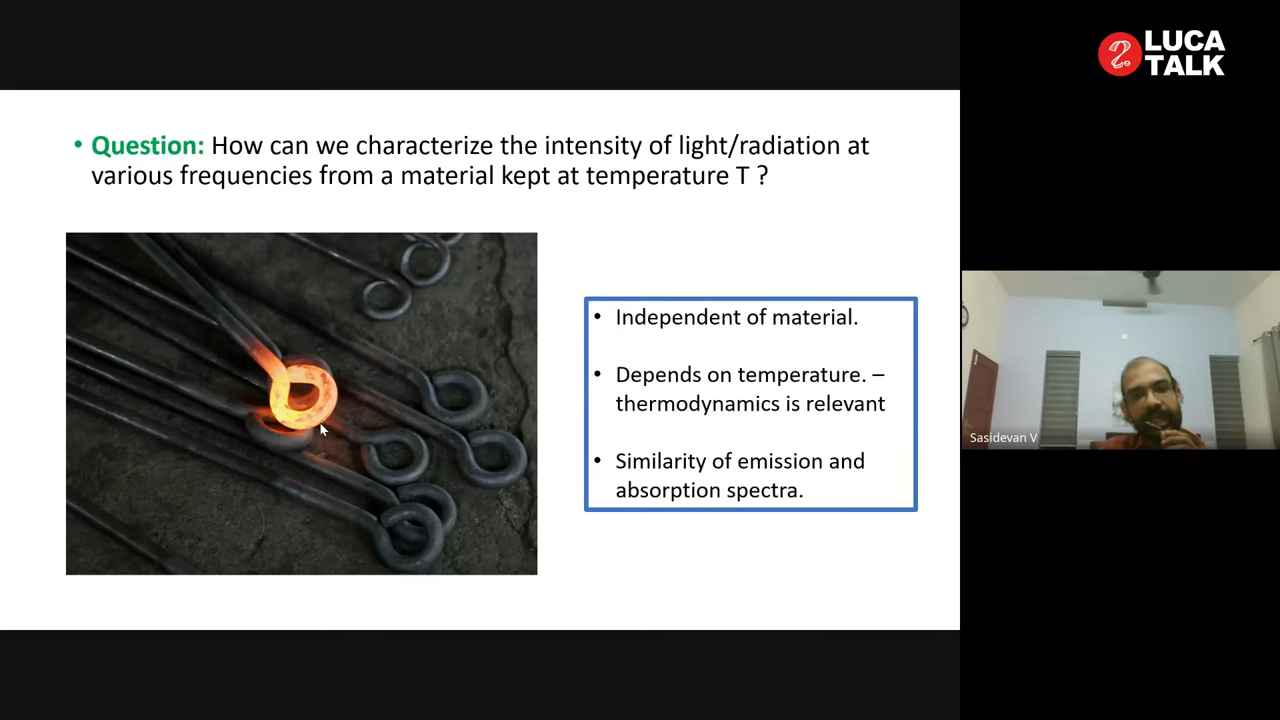 LUCA
TALK
• Question: How can we characterize the intensity of light/radiation at
various frequencies from a material kept at temperature T ?
• Independent of material.
• Depends on temperature. –
thermodynamics is relevant
• Similarity of emission and
absorption spectra.
Sasidevan V